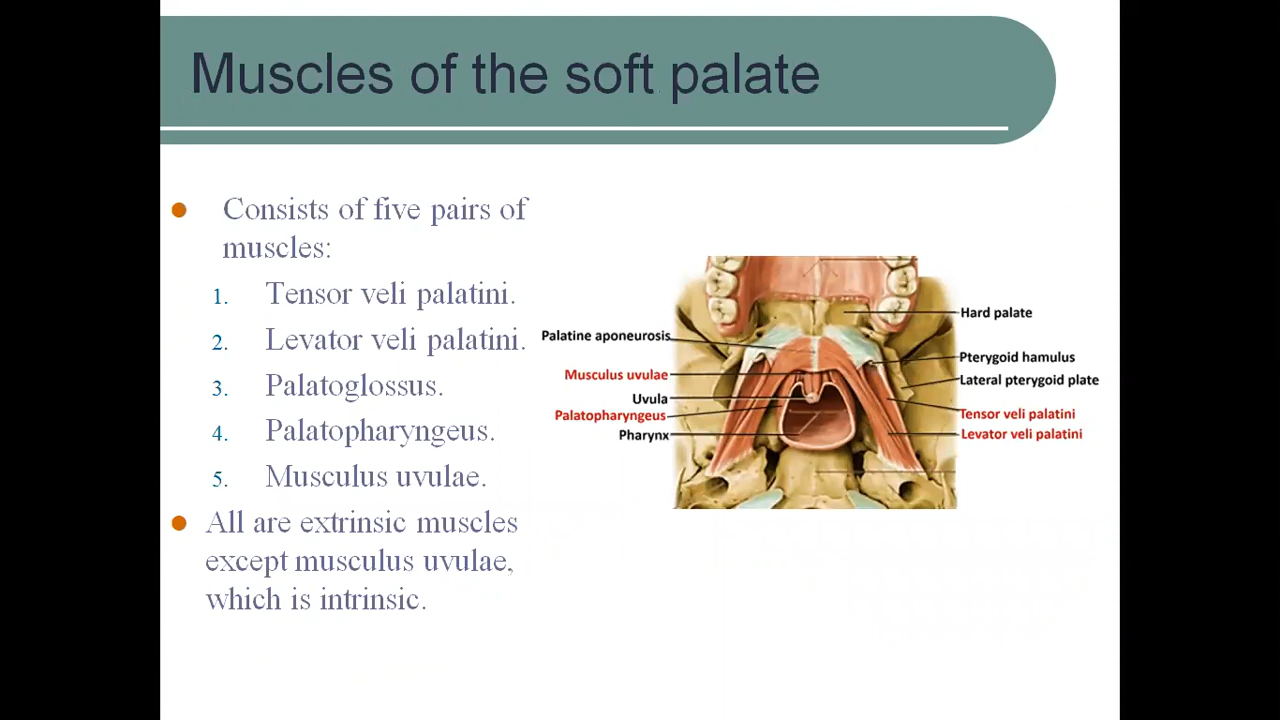 Muscles of the soft palate
Consists of five pairs of
muscles:
1. Tensor veli palatini.
2. Levator veli palatini.
3. Palatoglossus.
4. Palatopharyngeus.
5. Musculus uvulae.
All are extrinsic muscles
except musculus uvulae,
which is intrinsic.
Palatine aponeurosis
Musculus uvulae
Uvula
Palatopharyngeus
Pharynx
Hard palate
Pterygoid hamulus
Lateral pterygoid plate
Tensor veli palatini
Levator veli palatini